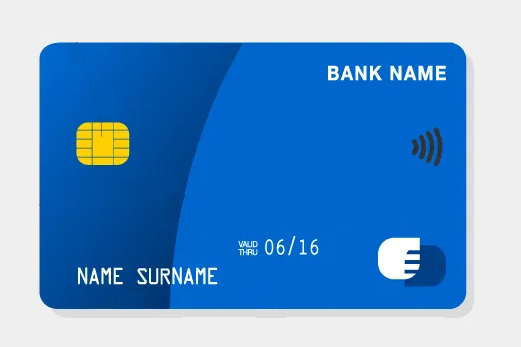 BANK NAME
VALID
THRU 06/16
NAME SURNAME